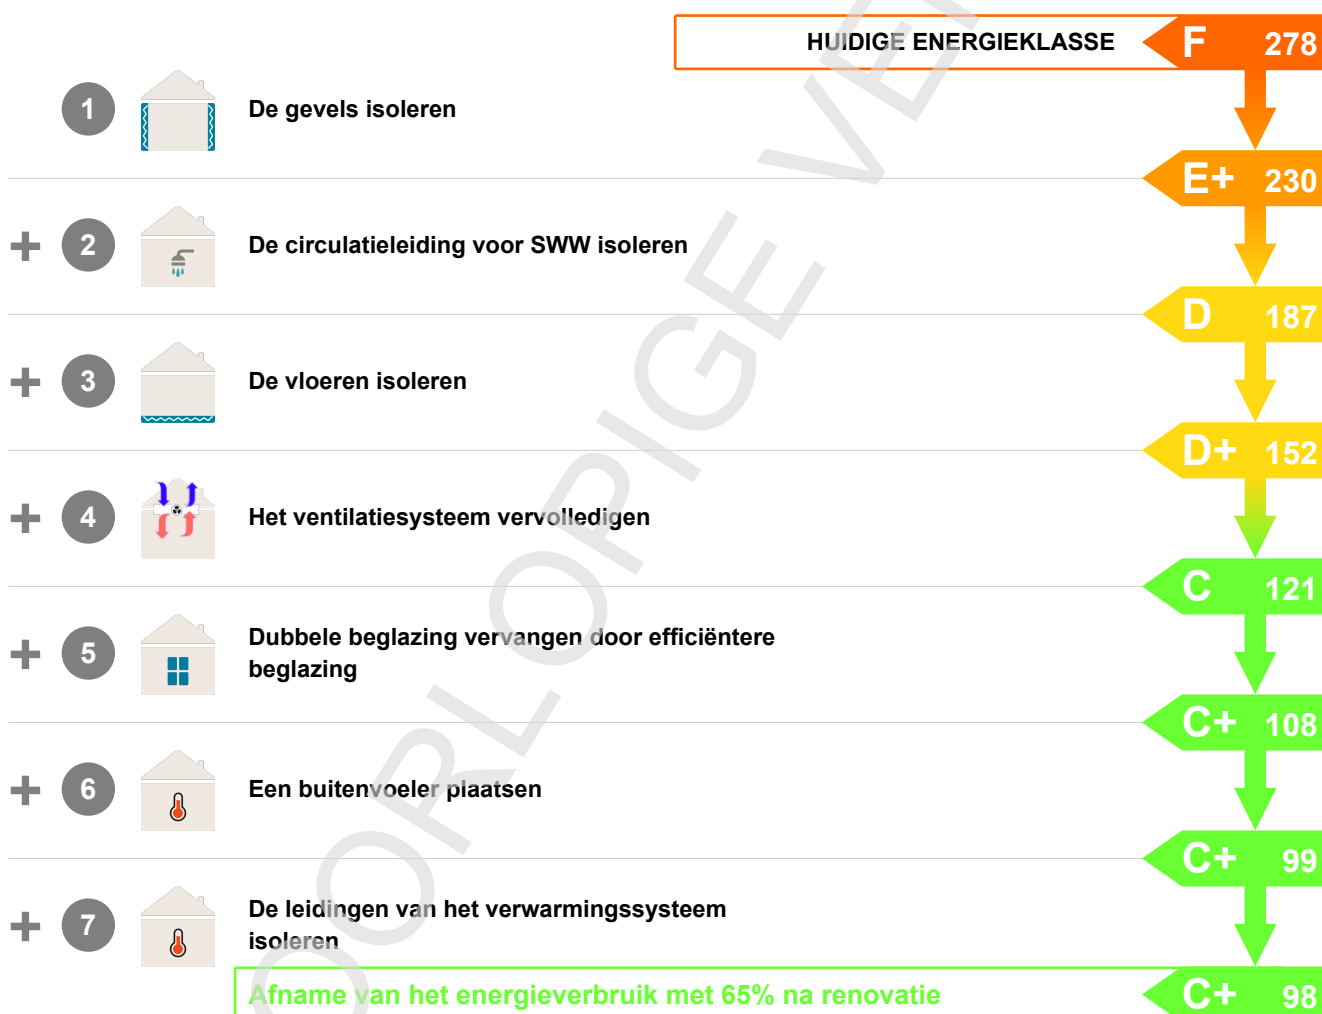 HUIDIGE ENERGIEKLASSE F 278
1 De gevels isoleren
E+ 230
+ 2 De circulatieleiding voor SWW isoleren
D 187
+ 3 De vloeren isoleren
D+ 152
+ 4 Het ventilatiesysteem vervolledigen
C 121
+ 5 Dubbele beglazing vervangen door efficiëntere
beglazing
C+ 108
+ 6 Een buitenvoeler plaatsen
C+ 99
+ 7 De leidingen van het verwarmingssysteem
isoleren
Afname van het energieverbruik met 65% na renovatie C+ 98